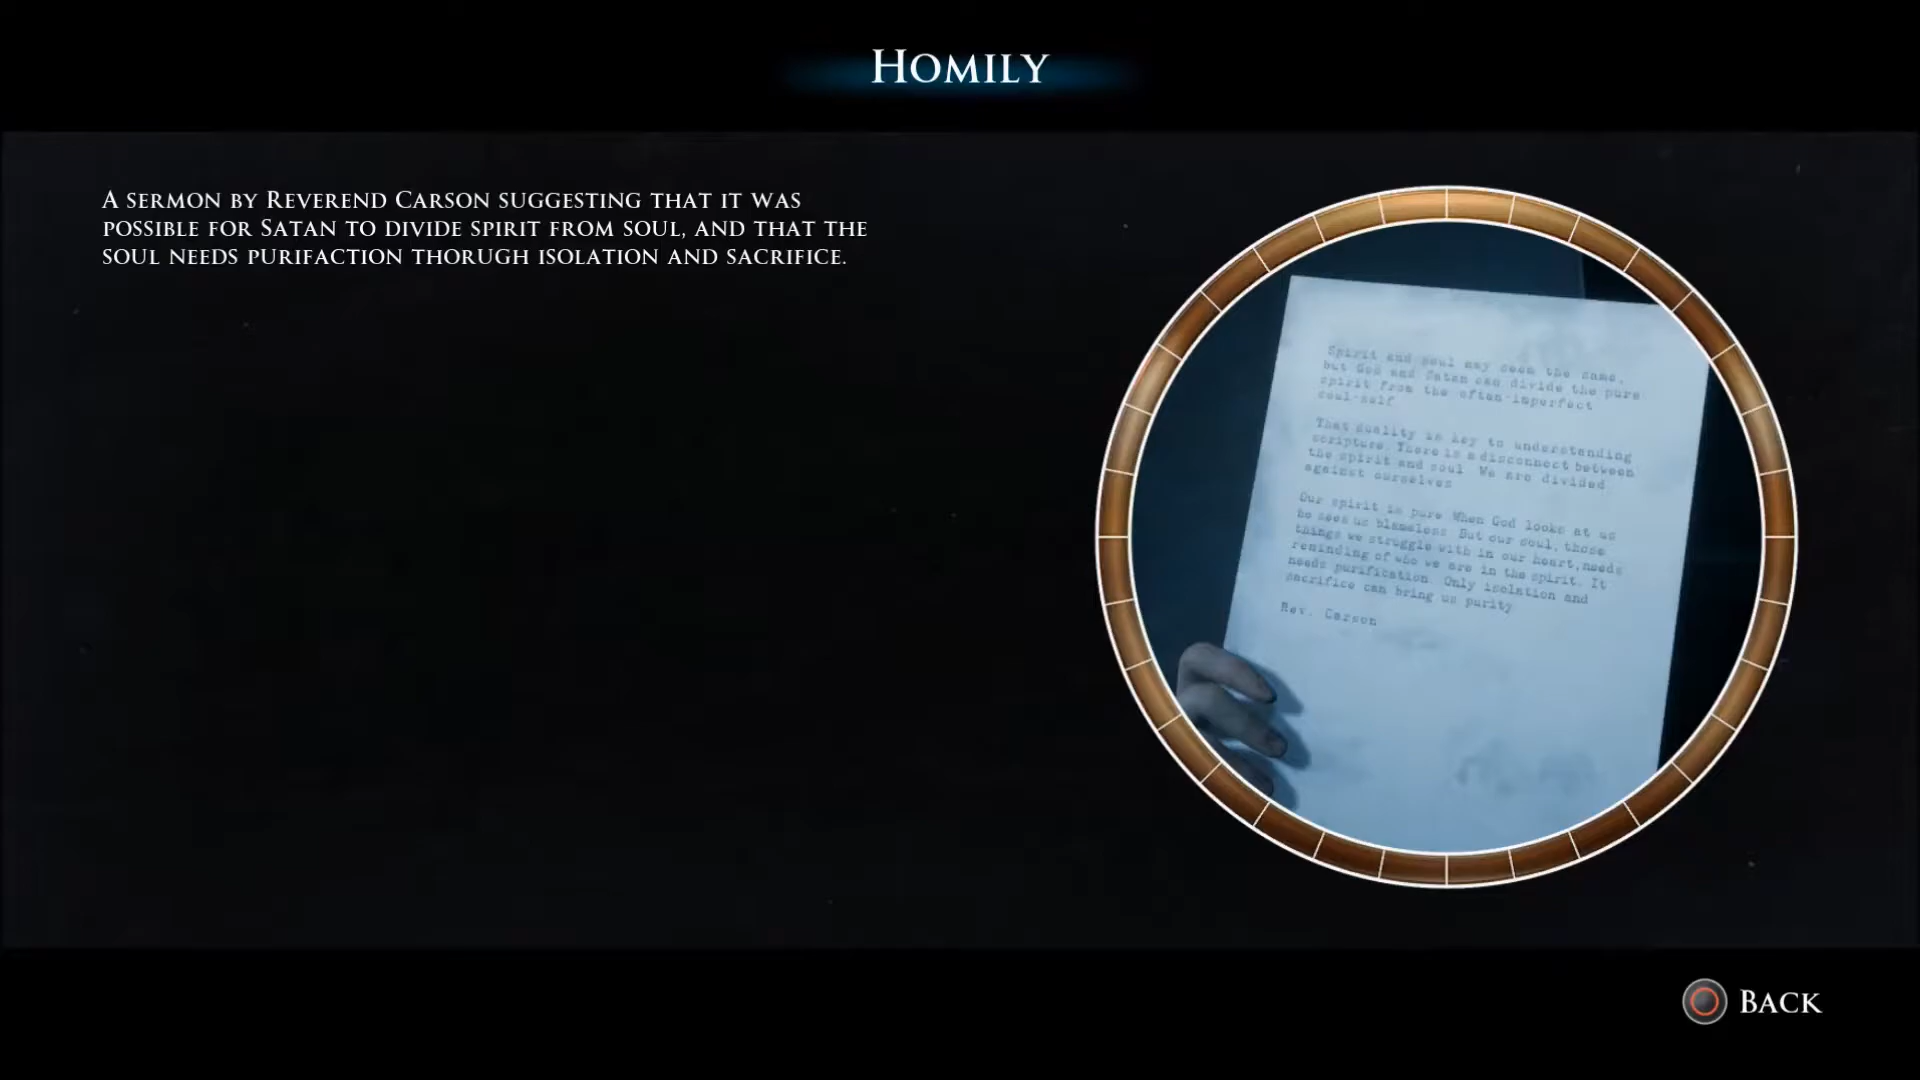 HOMILY
A SERMON BY REVEREND CARSON SUGGESTING THAT IT WAS
POSSIBLE FOR SATAN TO DIVIDE SPIRIT FROM SOUL, AND THAT THE
SOUL NEEDS PURIFACTION THORUGH ISOLATION AND SACRIFICE.
Spirit and soul may seem the same,
but God and Satan can divide the pure
spirit from the often-imperfect
soul-self
That duality is key to understanding
scripture. There is a disconnect between
the spirit and soul We are divided
against ourselves
Our spirit is pure When God looks at us
he sees us blameless But our soul, those
things we struggle with in our heart, needs
reminding of who we are in the spirit. It
needs purification Only isolation and
sacrifice can bring us purity
Rev. Carson
BACK